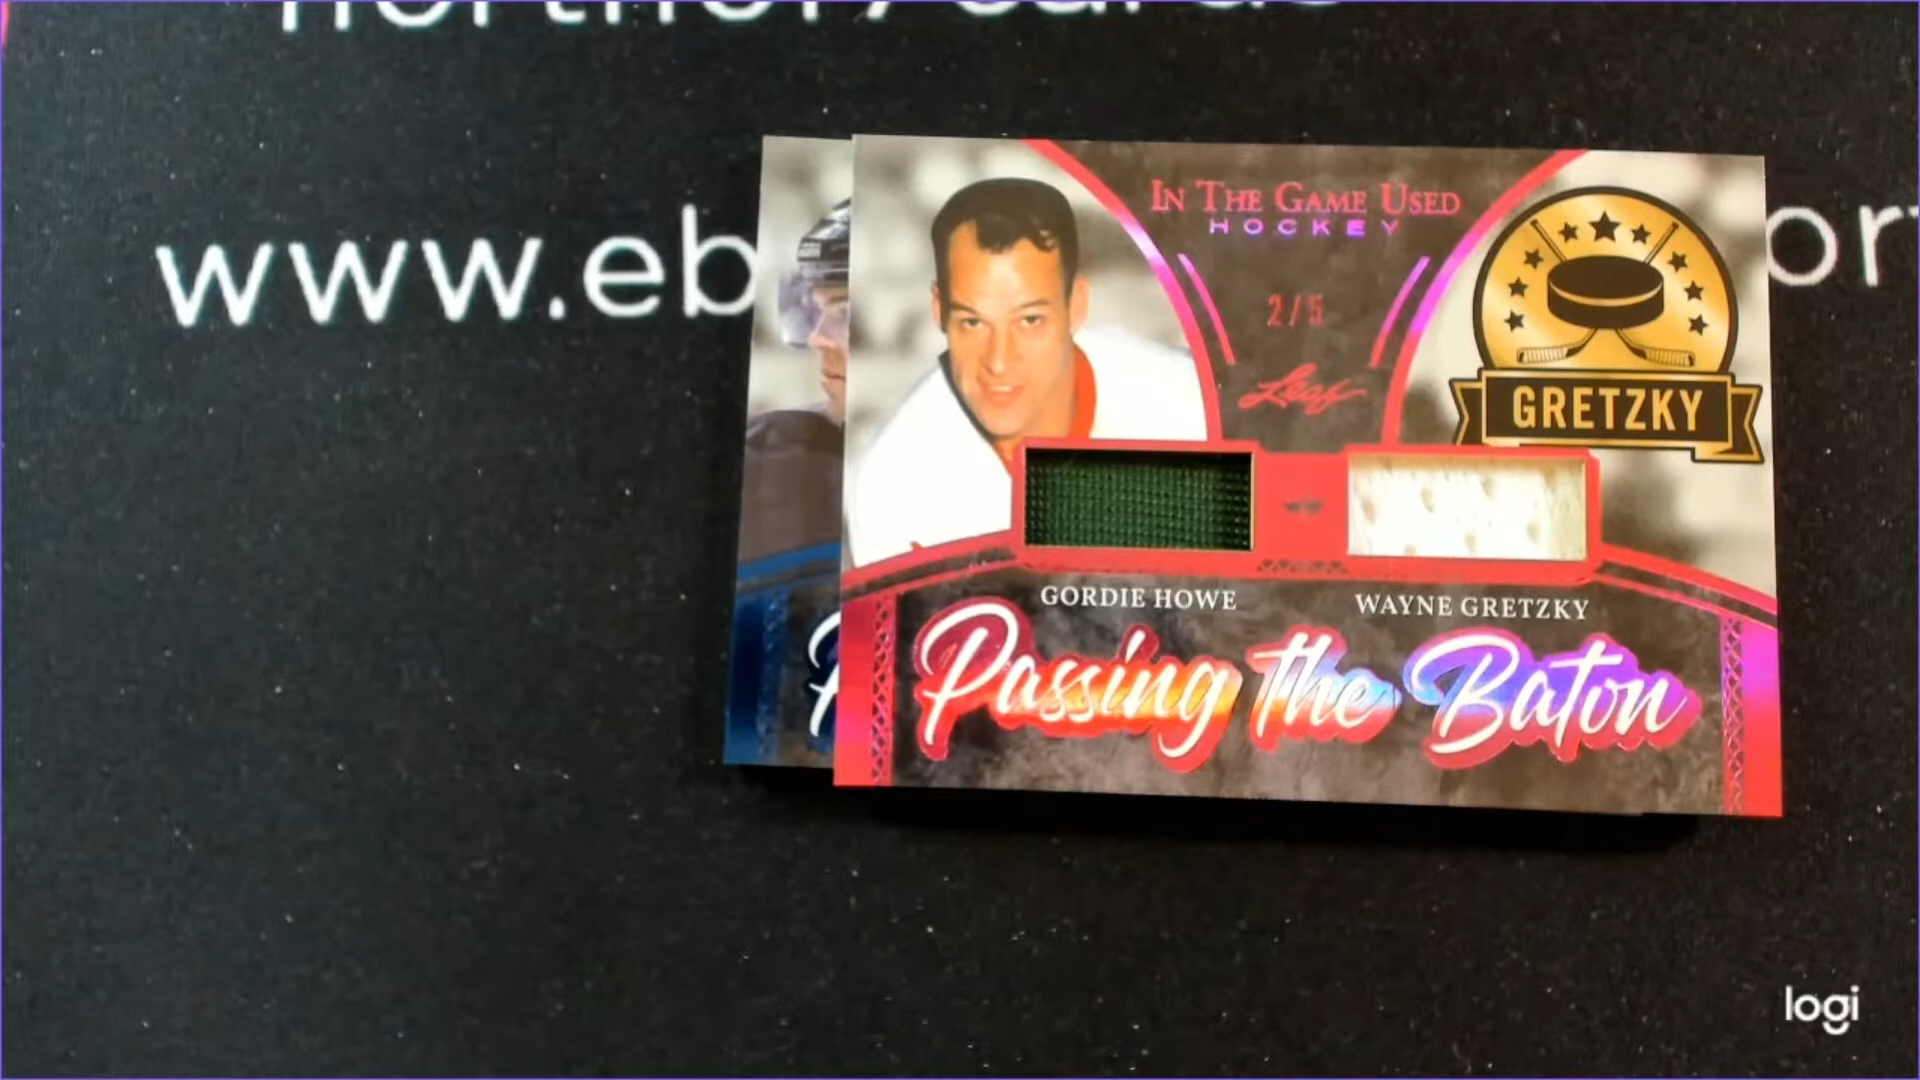 www.eb
IN THE GAME USED
HOCKEY
2/5
Leaf
GRETZKY
GORDIE HOWE
WAYNE GRETZKY
Passing the Baton
logi